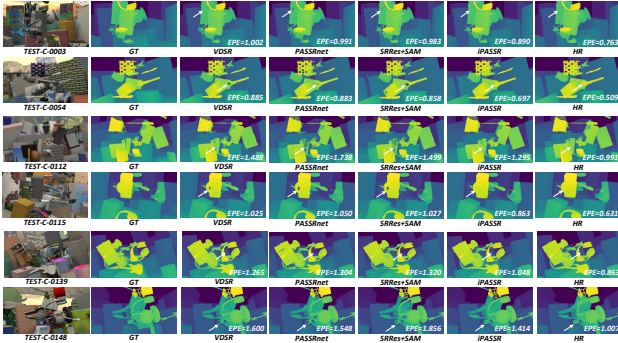 EPE=1.002 EPE=0.991 EPE=0.983 EPE=0.890 EPE=0.763
TEST-C-0003 GT VDSR PASSRnet SRRes+SAM iPASSR HR
EPE=0.885 EPE=0.883 EPE=0.858 EPE=0.697 EPE=0.509
TEST-C-0054 GT VDSR PASSRnet SRRes+SAM iPASSR HR
EPE=1.488 EPE=1.738 EPE=1.499 EPE=1.295 EPE=0.991
TEST-C-0112 GT VDSR PASSRnet SRRes+SAM iPASSR HR
EPE=1.025 EPE=1.050 EPE=1.027 EPE=0.863 EPE=0.631
TEST-C-0115 GT VDSR PASSRnet SRRes+SAM iPASSR HR
EPE=1.265 EPE=1.304 EPE=1.320 EPE=1.048 EPE=0.863
TEST-C-0139 GT VDSR PASSRnet SRRes+SAM iPASSR HR
EPE=1.600 EPE=1.548 EPE=1.856 EPE=1.414 EPE=1.007
TEST-C-0148 GT VDSR PASSRnet SRRes+SAM iPASSR HR